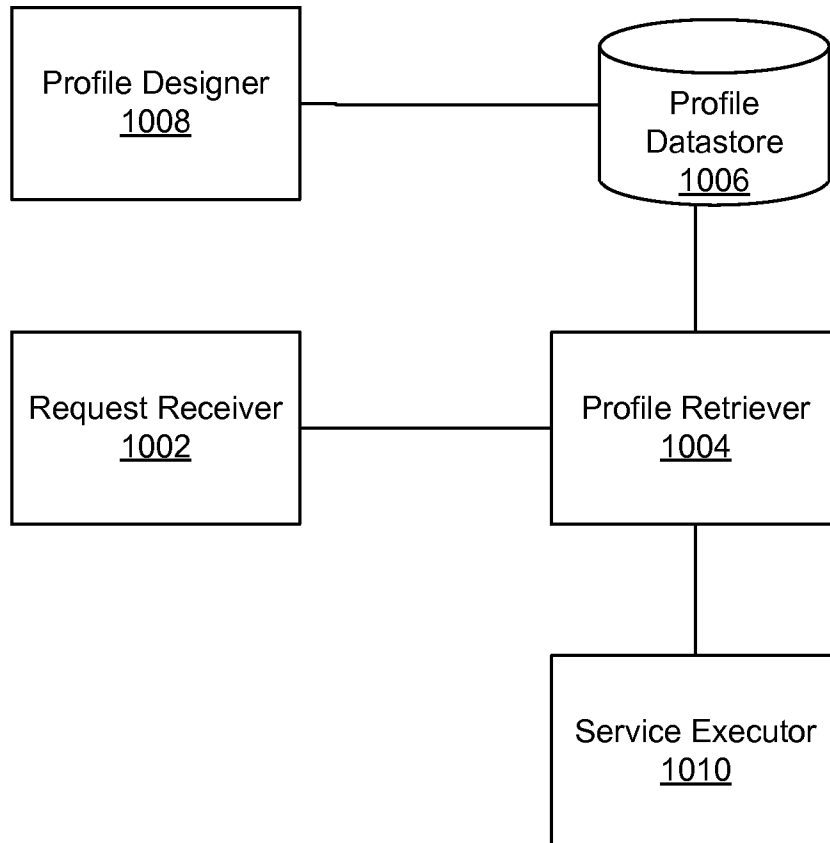 Profile Designer
1008
Profile
Datastore
1006
Request Receiver
1002
Profile Retriever
1004
Service Executor
1010